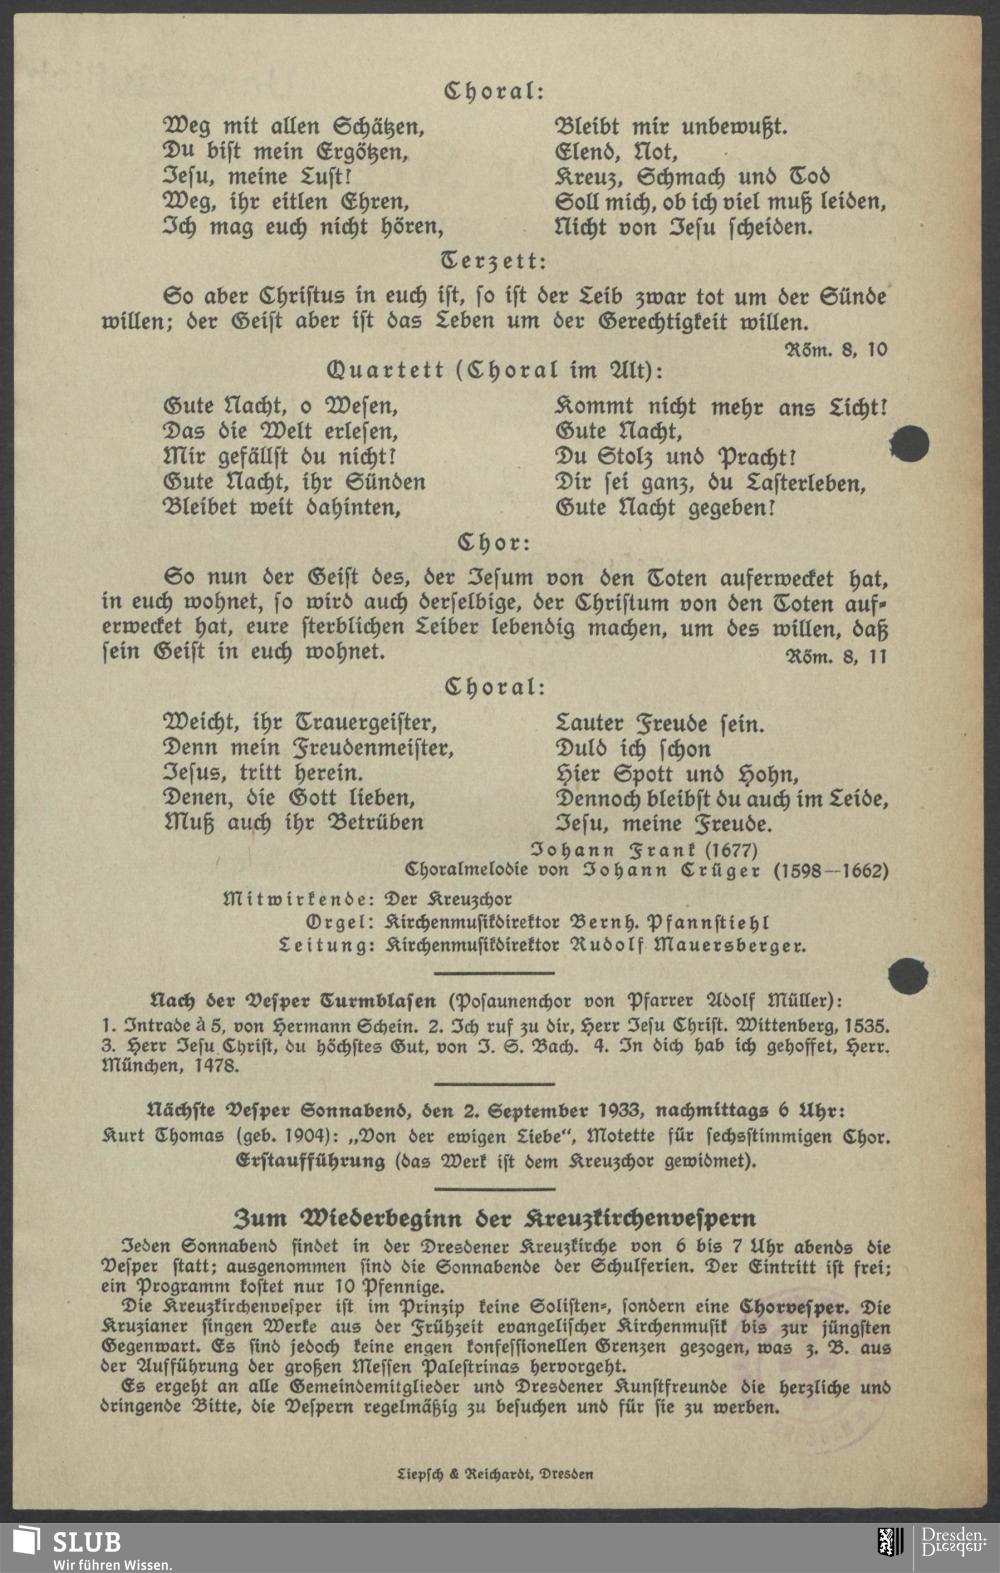 Choral:
Weg mit allen Schätzen,
Du bist mein Ergötzen,
Jesu, meine Lust!
Weg, ihr eitlen Ehren,
Ich mag euch nicht hören,
Bleibt mir unbewußt.
Elend, Not,
Kreuz, Schmach und Tod
Soll mich, ob ich viel muß leiden,
Nicht von Jesu scheiden.
Terzett:
So aber Christus in euch ist, so ist der Leib zwar tot um der Sünde
willen; der Geist aber ist das Leben um der Gerechtigkeit willen.
Röm. 8, 10
Quartett (Choral im Alt):
Gute Nacht, o Wesen,
Das die Welt erlesen,
Mir gefällst du nicht!
Gute Nacht, ihr Sünden
Bleibet weit dahinten,
Kommt nicht mehr ans Licht!
Gute Nacht,
Du Stolz und Pracht!
Dir sei ganz, du Lasterleben,
Gute Nacht gegeben!
Chor:
So nun der Geist des, der Jesum von den Toten auferwecket hat,
in euch wohnet, so wird auch derselbige, der Christum von den Toten auf-
erwecket hat, eure sterblichen Leiber lebendig machen, um des willen, daß
sein Geist in euch wohnet.
Röm. 8, 11
Choral:
Weicht, ihr Trauergeister,
Denn mein Freudenmeister,
Jesus, tritt herein.
Denen, die Gott lieben,
Muß auch ihr Betrüben
Lauter Freude sein.
Duld ich schon
Hier Spott und Hohn,
Dennoch bleibst du auch im Leide,
Jesu, meine Freude.
Johann Frank (1677)
Choralmelodie von Johann Crüger (1598—1662)
Mitwirkende: Der Kreuzchor
Orgel: Kirchenmusikdirektor Bernh. Pfannstiehl
Leitung: Kirchenmusikdirektor Rudolf Mauersberger.
Nach der Vesper Turmblasen (Posaunenchor von Pfarrer Adolf Müller):
1. Intrade à 5, von Hermann Schein. 2. Ich ruf zu dir, Herr Jesu Christ. Wittenberg, 1535.
3. Herr Jesu Christ, du höchstes Gut, von J. S. Bach. 4. In dich hab ich gehoffet, Herr.
München, 1478.
Nächste Vesper Sonnabend, den 2. September 1933, nachmittags 6 Uhr:
Kurt Thomas (geb. 1904): „Von der ewigen Liebe“, Motette für sechsstimmigen Chor.
Erstaufführung (das Werk ist dem Kreuzchor gewidmet).
Zum Wiederbeginn der Kreuzkirchenvespern
Jeden Sonnabend findet in der Dresdener Kreuzkirche von 6 bis 7 Uhr abends die
Vesper statt; ausgenommen sind die Sonnabende der Schulferien. Der Eintritt ist frei;
ein Programm kostet nur 10 Pfennige.
Die Kreuzkirchenvesper ist im Prinzip keine Solisten-, sondern eine Chorvesper. Die
Kruzianer singen Werke aus der Frühzeit evangelischer Kirchenmusik bis zur jüngsten
Gegenwart. Es sind jedoch keine engen konfessionellen Grenzen gezogen, was z. B. aus
der Aufführung der großen Messen Palestrinas hervorgeht.
Es ergeht an alle Gemeindemitglieder und Dresdener Kunstfreunde die herzliche und
dringende Bitte, die Vespern regelmäßig zu besuchen und für sie zu werben.
Liepsch & Reichardt, Dresden
SLUB
Wir führen Wissen.
Dresden.
Dresden.